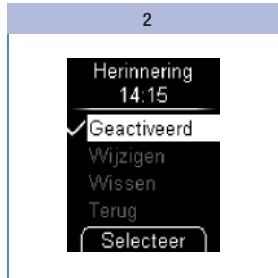 2
Herinnering
14:15
Geactiveerd
Wijzigen
Wissen
Terug
Selecteer